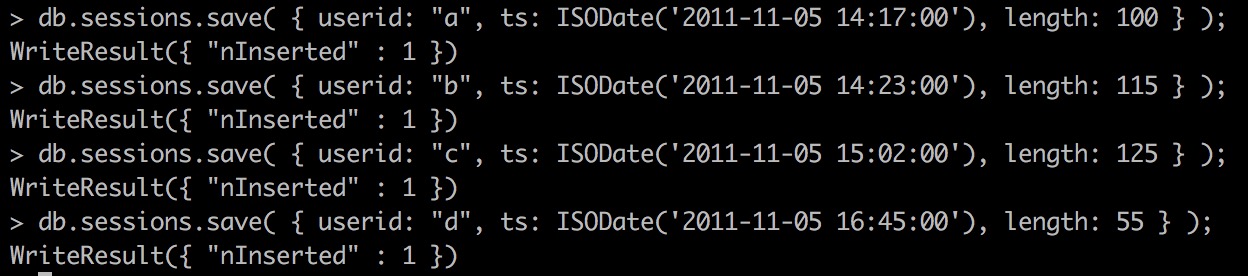 > db.sessions.save( { userid: "a", ts: ISODate('2011-11-05 14:17:00'), length: 100 } );
WriteResult({ "nInserted" : 1 })
> db.sessions.save( { userid: "b", ts: ISODate('2011-11-05 14:23:00'), length: 115 } );
WriteResult({ "nInserted" : 1 })
> db.sessions.save( { userid: "c", ts: ISODate('2011-11-05 15:02:00'), length: 125 } );
WriteResult({ "nInserted" : 1 })
> db.sessions.save( { userid: "d", ts: ISODate('2011-11-05 16:45:00'), length: 55 } );
WriteResult({ "nInserted" : 1 })